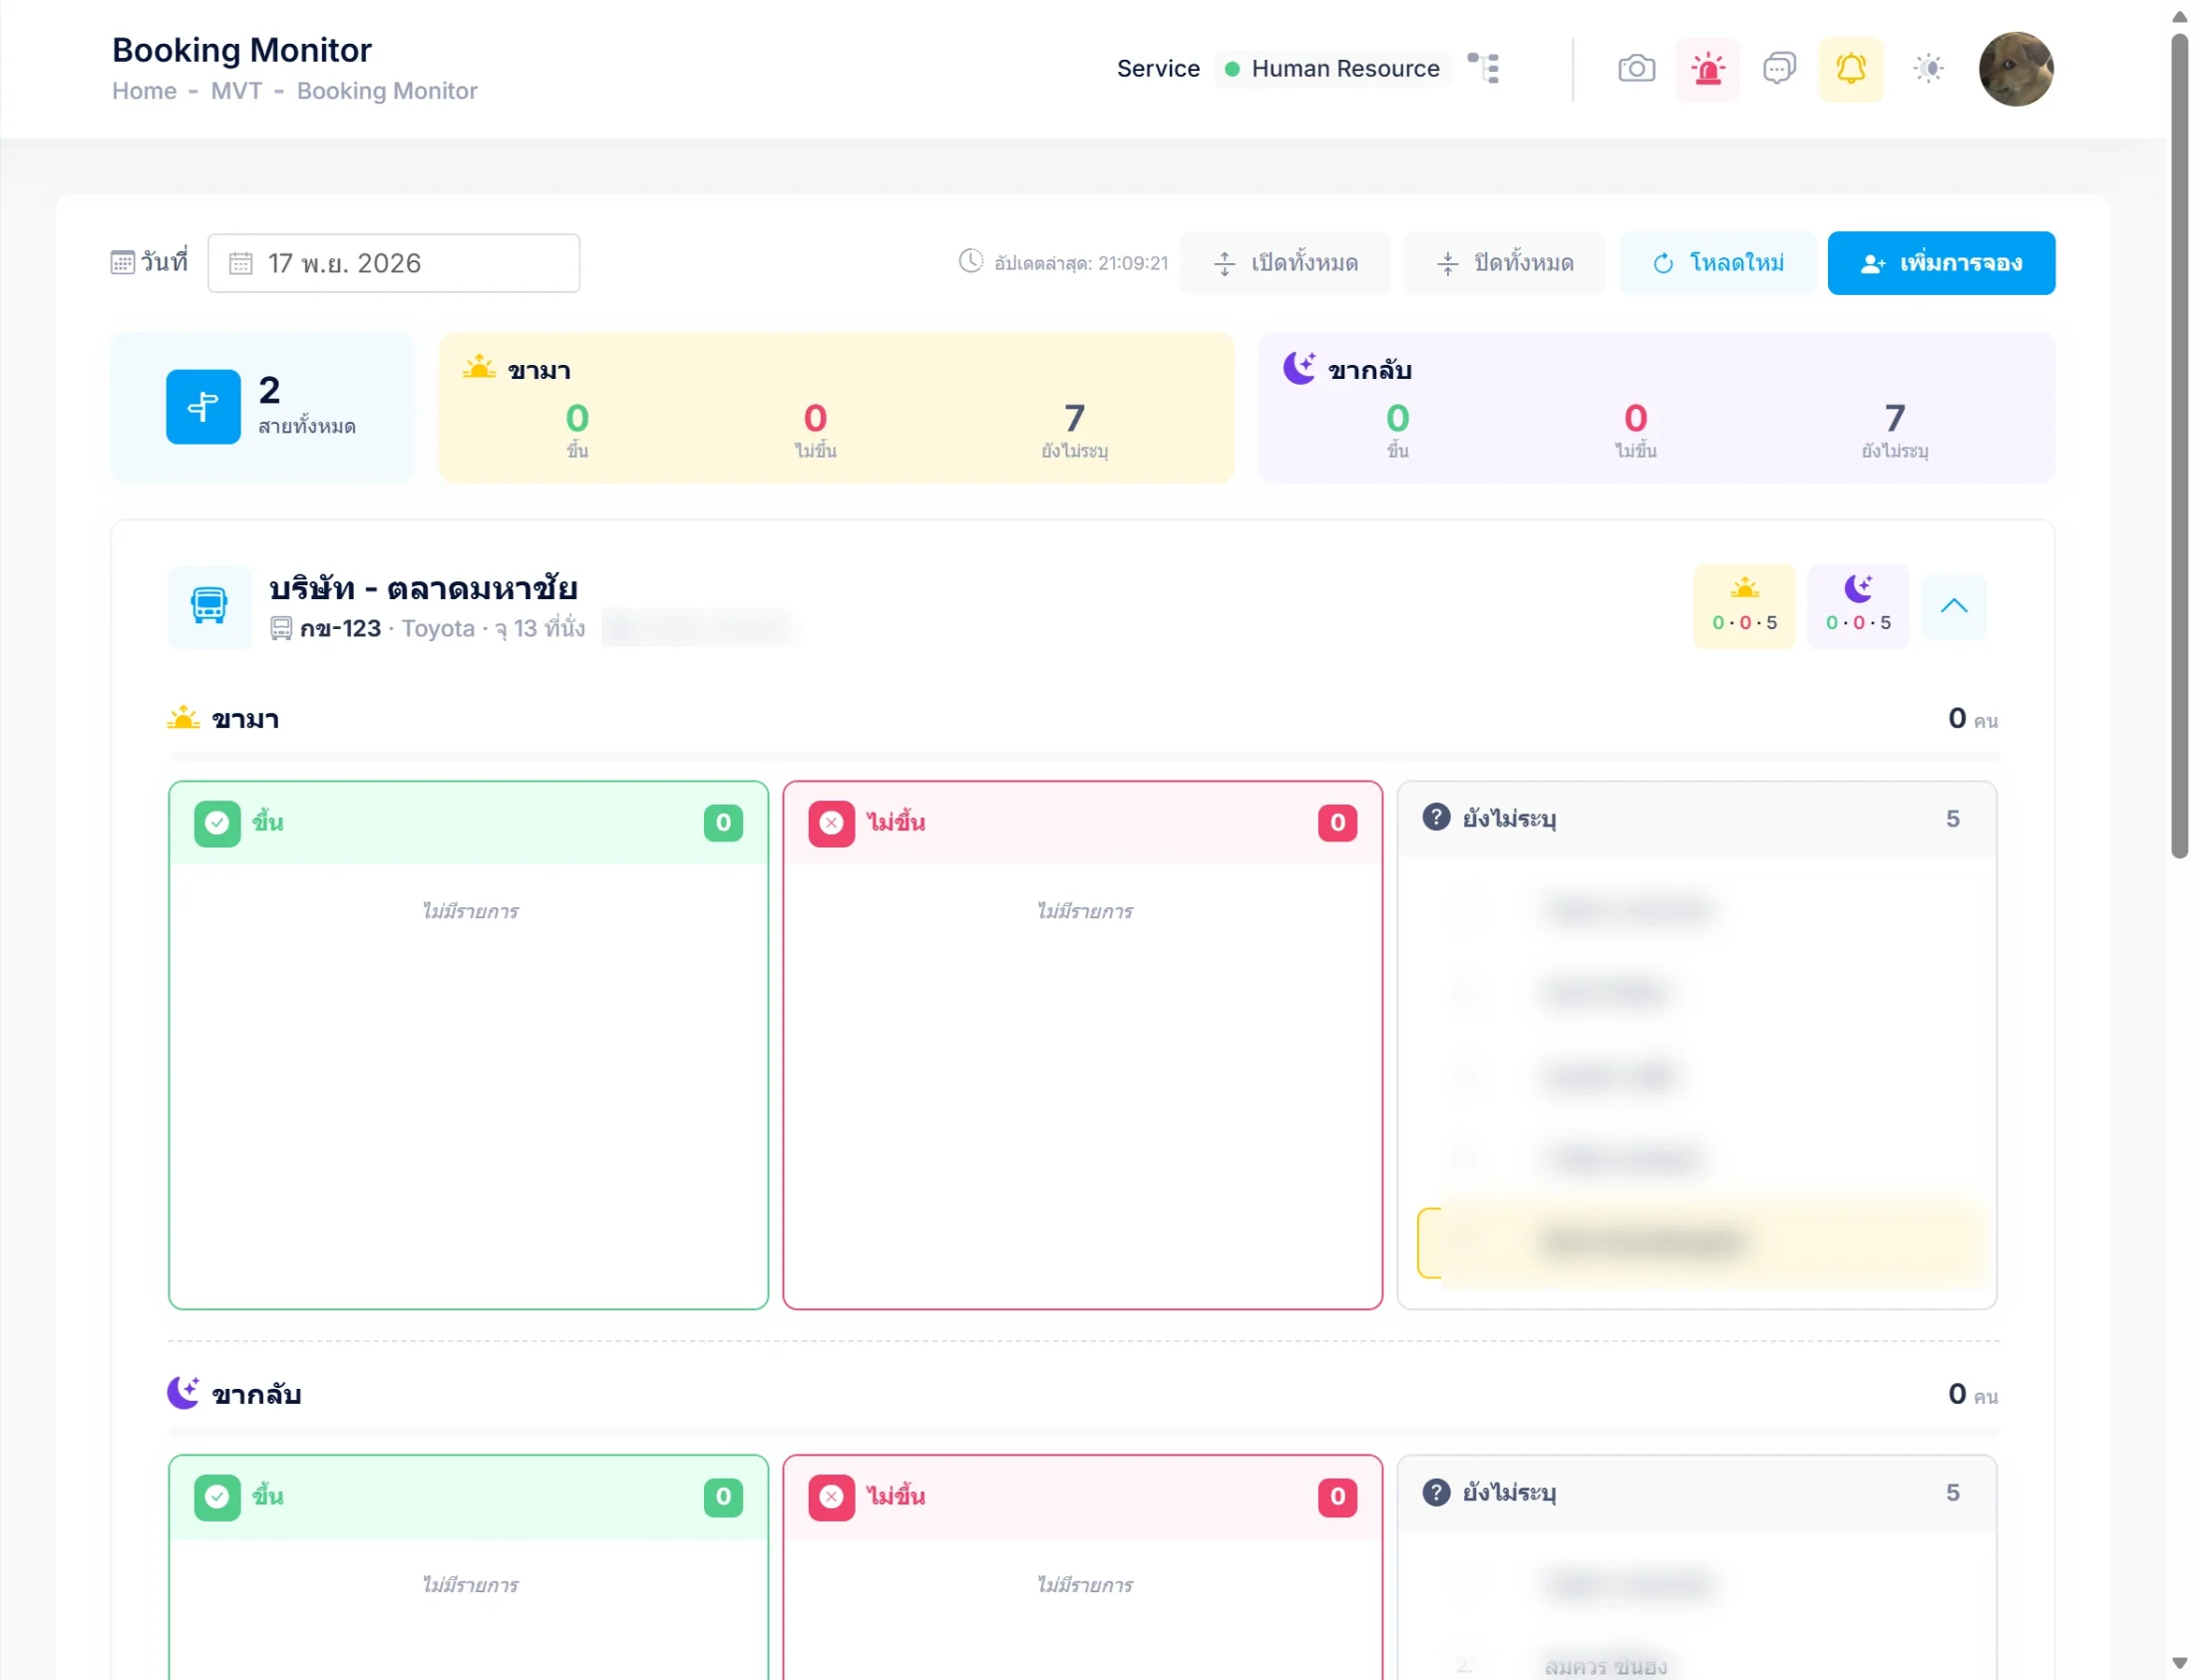 Booking Monitor
Home - MVT - Booking Monitor
Service Human Resource
วันที่ 17 พ.ย. 2026
อัปเดตล่าสุด: 21:09:21 เปิดทั้งหมด ปิดทั้งหมด โหลดใหม่ เพิ่มการจอง
2
สายทั้งหมด
ขามา
0 0 7
ขึ้น ไม่ขึ้น ยังไม่ระบุ
ขากลับ
0 0 7
ขึ้น ไม่ขึ้น ยังไม่ระบุ
บริษัท - ตลาดมหาชัย
กข-123 · Toyota · จุ 13 ที่นั่ง
0 · 0 · 5
0 · 0 · 5
ขามา 0 คน
ขึ้น 0
ไม่มีรายการ
ไม่ขึ้น 0
ไม่มีรายการ
ยังไม่ระบุ 5
ขากลับ 0 คน
ขึ้น 0
ไม่มีรายการ
ไม่ขึ้น 0
ไม่มีรายการ
ยังไม่ระบุ 5